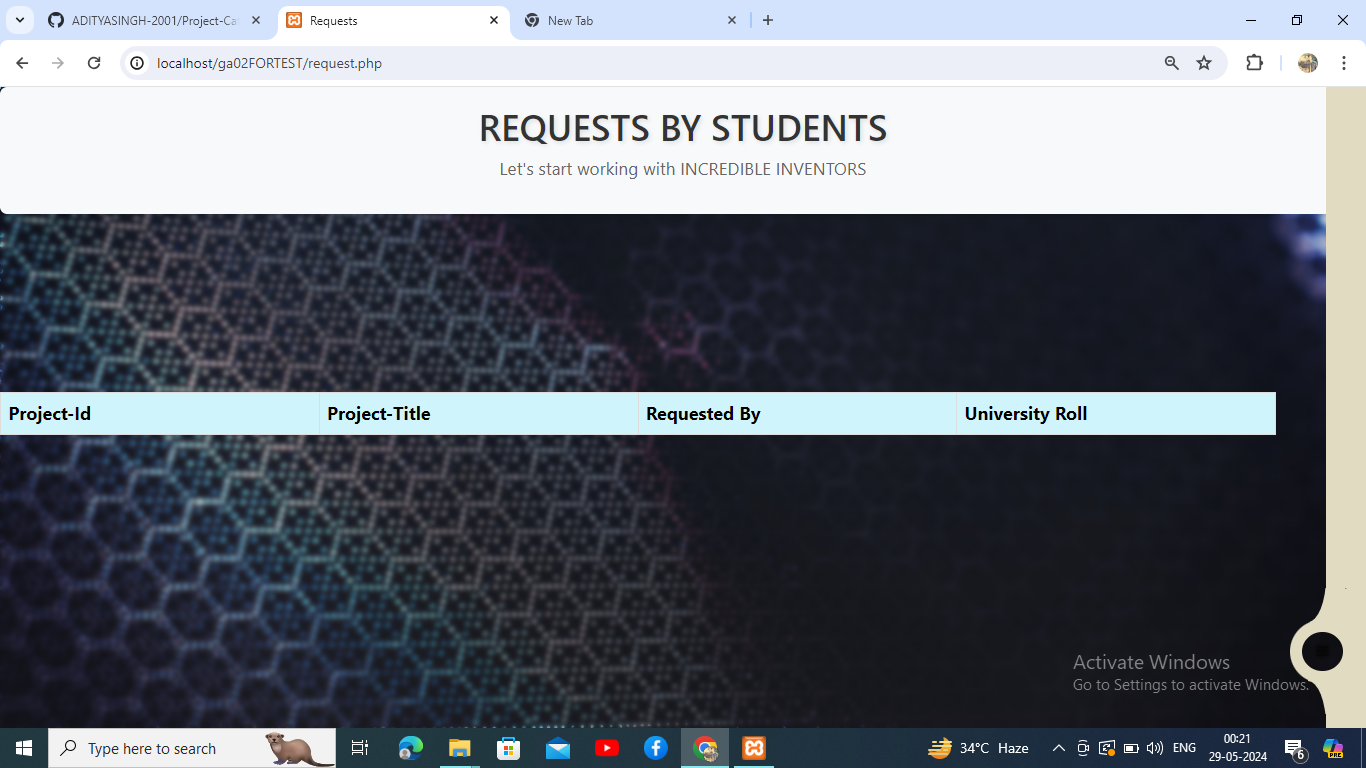 ADITYASINGH-2001/Project-Ca
Requests
New Tab
localhost/ga02FORTEST/request.php
REQUESTS BY STUDENTS
Let's start working with INCREDIBLE INVENTORS
Project-Id
Project-Title
Requested By
University Roll
Activate Windows
Go to Settings to activate Windows.
Type here to search
34°C Haze
ENG
00:21
29-05-2024
6
PRE